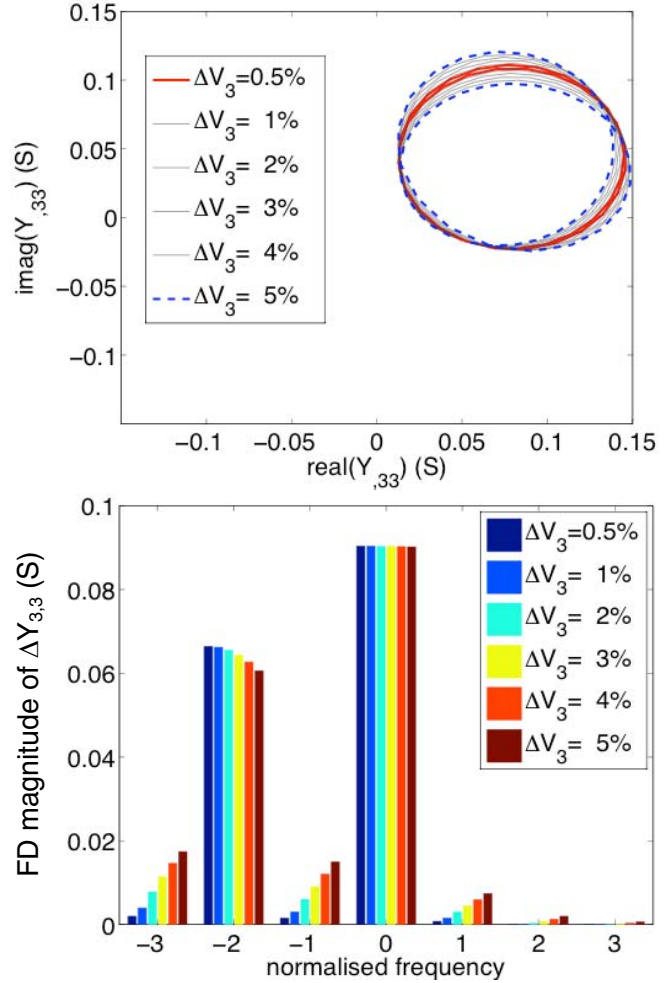 0.15
0.1
0.05
0
−0.05
−0.1
imag(Y,33) (S)
ΔV3=0.5%
ΔV3= 1%
ΔV3= 2%
ΔV3= 3%
ΔV3= 4%
ΔV3= 5%
−0.1 −0.05 0 0.05 0.1 0.15
real(Y,33) (S)
0.1
0.08
0.06
0.04
0.02
0
FD magnitude of ΔY3,3 (S)
ΔV3=0.5%
ΔV3= 1%
ΔV3= 2%
ΔV3= 3%
ΔV3= 4%
ΔV3= 5%
−3 −2 −1 0 1 2 3
normalised frequency